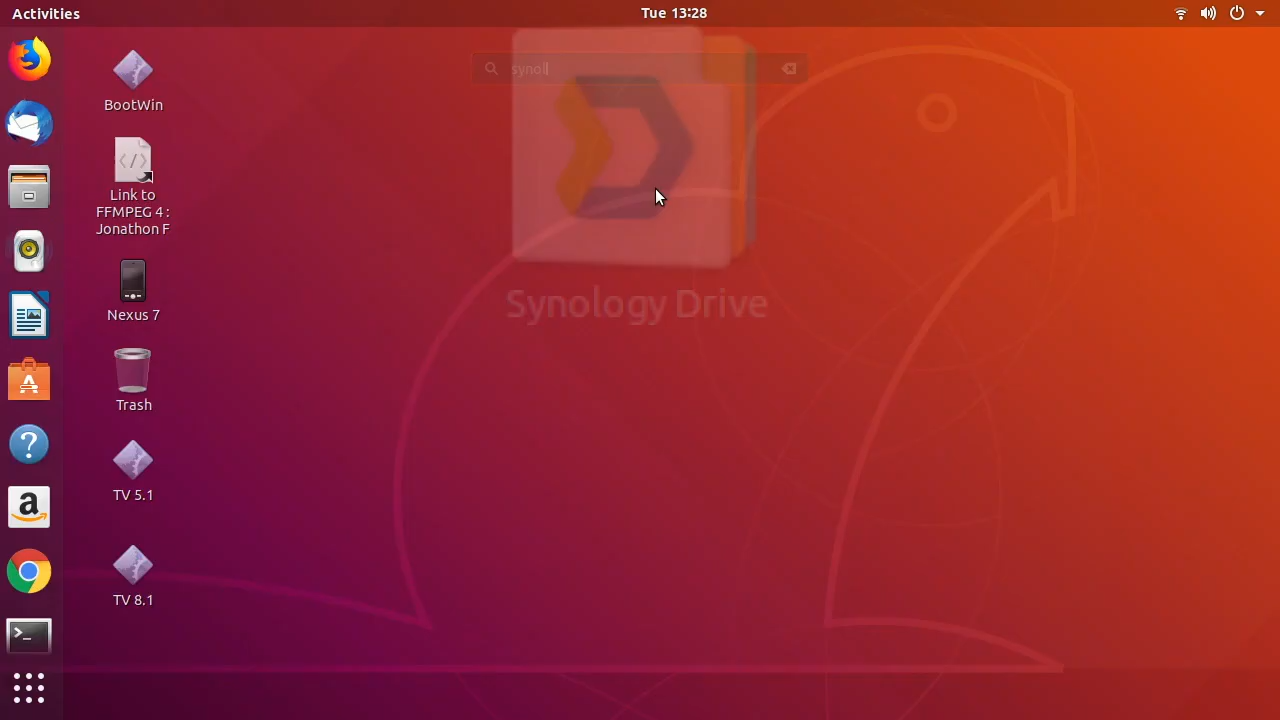 Activities
Tue 13:28
synoll
BootWin
Link to
FFMPEG 4 :
Jonathon F
Nexus 7
Trash
TV 5.1
TV 8.1
Synology Drive